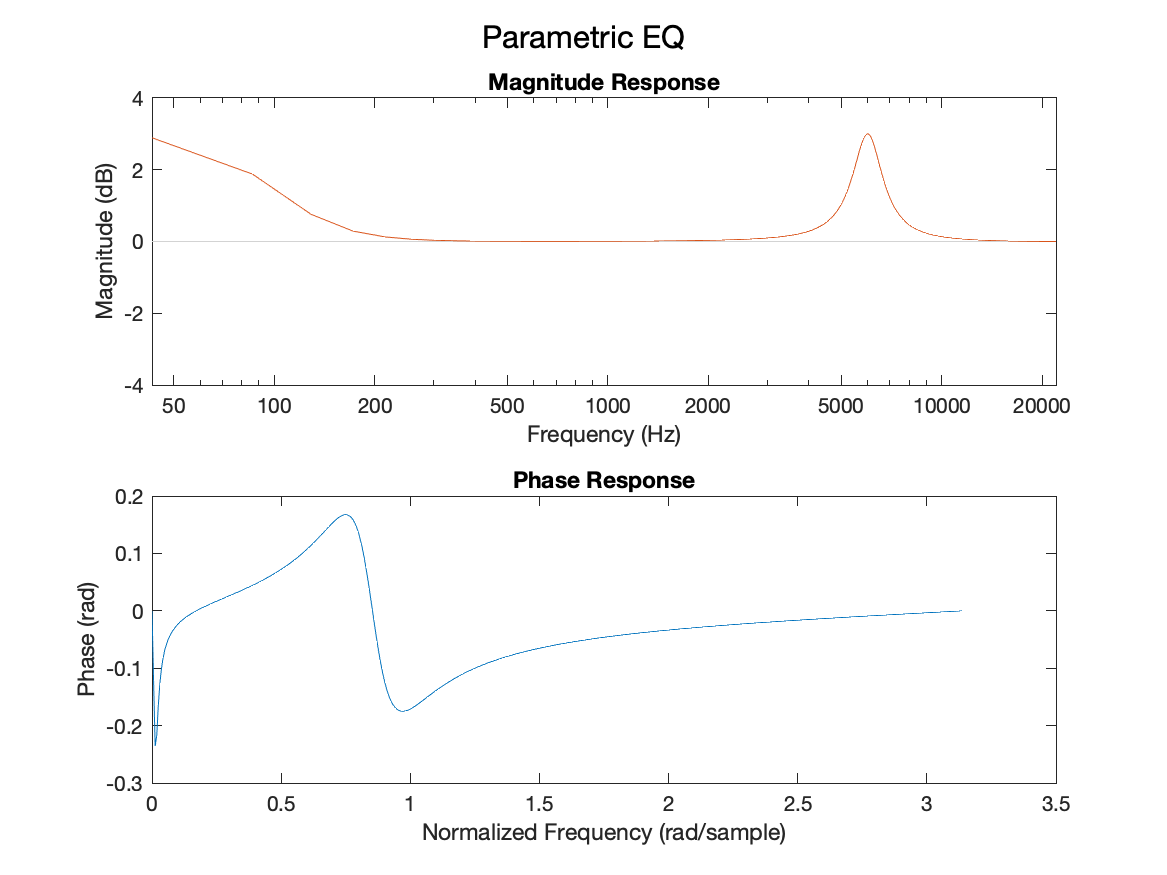 Parametric EQ
Magnitude Response
Magnitude (dB)
4
2
0
-2
-4
50 100 200 500 1000 2000 5000 10000 20000
Frequency (Hz)
Phase Response
Phase (rad)
0.2
0.1
0
-0.1
-0.2
-0.3
0 0.5 1 1.5 2 2.5 3 3.5
Normalized Frequency (rad/sample)